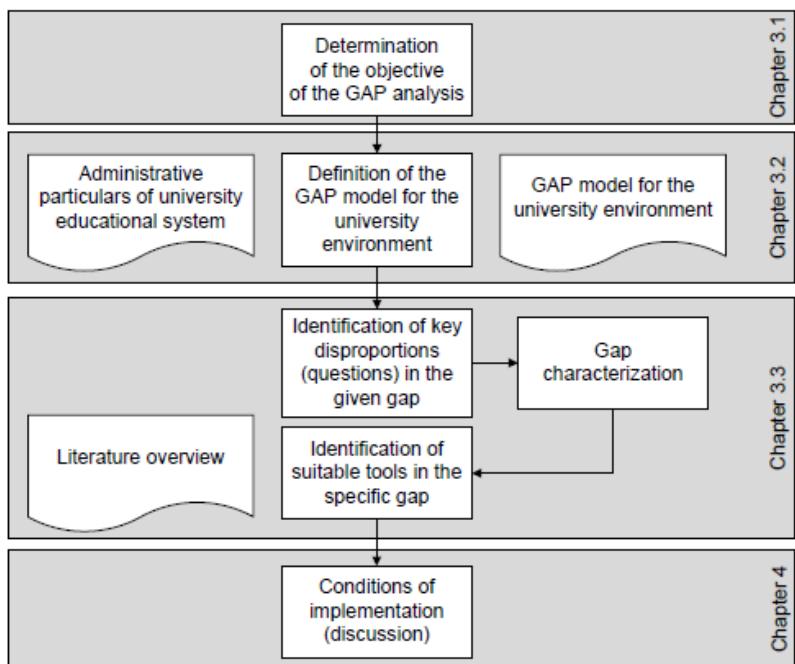 Determination
of the objective
of the GAP analysis
Chapter 3.1
Administrative
particulars of university
educational system
Definition of the
GAP model for the
university
environment
GAP model for the
university environment
Chapter 3.2
Identification of key
disproportions
(questions) in the
given gap
Gap
characterization
Literature overview
Identification of
suitable tools in the
specific gap
Chapter 3.3
Conditions of
implementation
(discussion)
Chapter 4